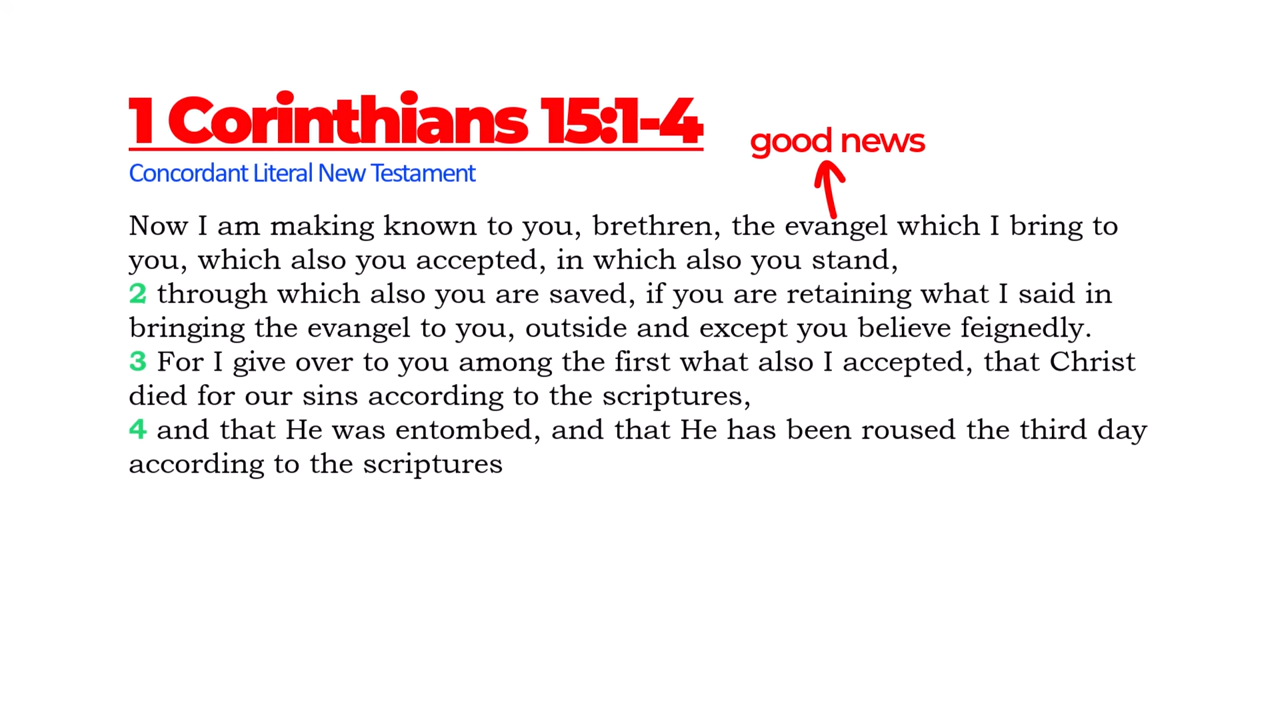 1 Corinthians 15:1-4
good news
Concordant Literal New Testament
Now I am making known to you, brethren, the evangel which I bring to
you, which also you accepted, in which also you stand,
2 through which also you are saved, if you are retaining what I said in
bringing the evangel to you, outside and except you believe feignedly.
3 For I give over to you among the first what also I accepted, that Christ
died for our sins according to the scriptures,
4 and that He was entombed, and that He has been roused the third day
according to the scriptures